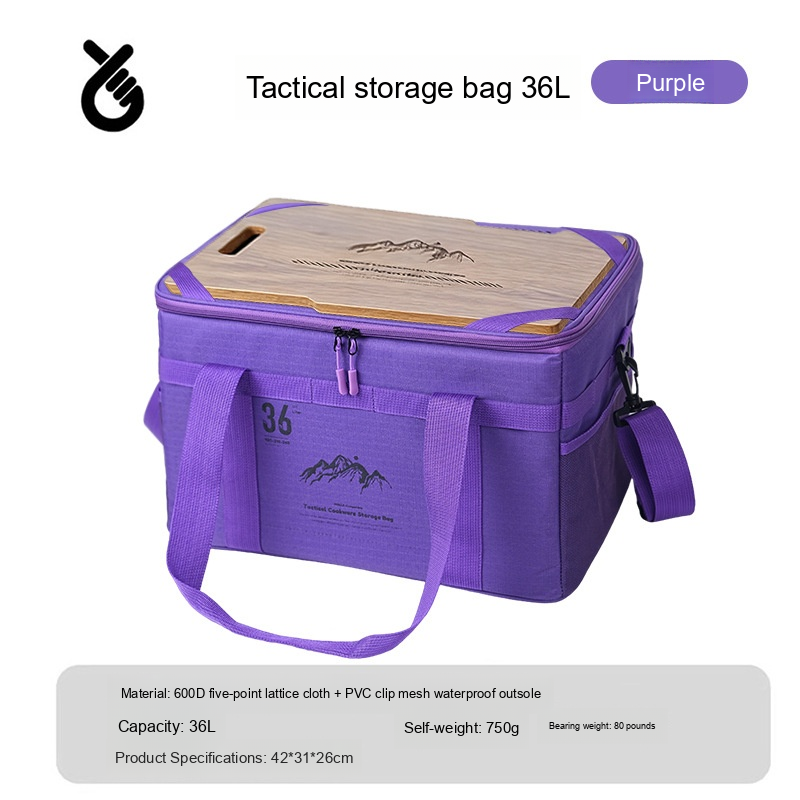 Tactical storage bag 36L
Purple
36
Tactical Cookware Storage Bag
Material: 600D five-point lattice cloth + PVC clip mesh waterproof outsole
Capacity: 36L
Self-weight: 750g
Bearing weight: 80 pounds
Product Specifications: 42*31*26cm